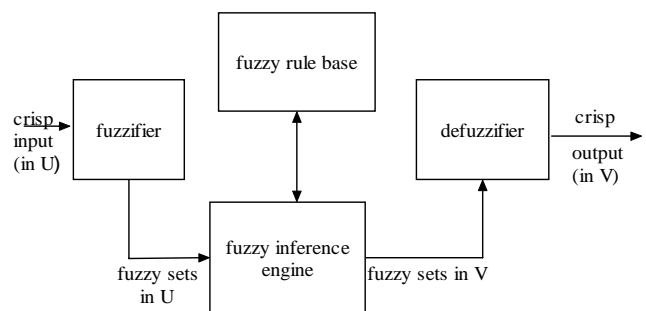 fuzzy rule base
crisp
input
(in U)
fuzzifier
defuzzifier
crisp
output
(in V)
fuzzy inference
engine
fuzzy sets
in U
fuzzy sets in V